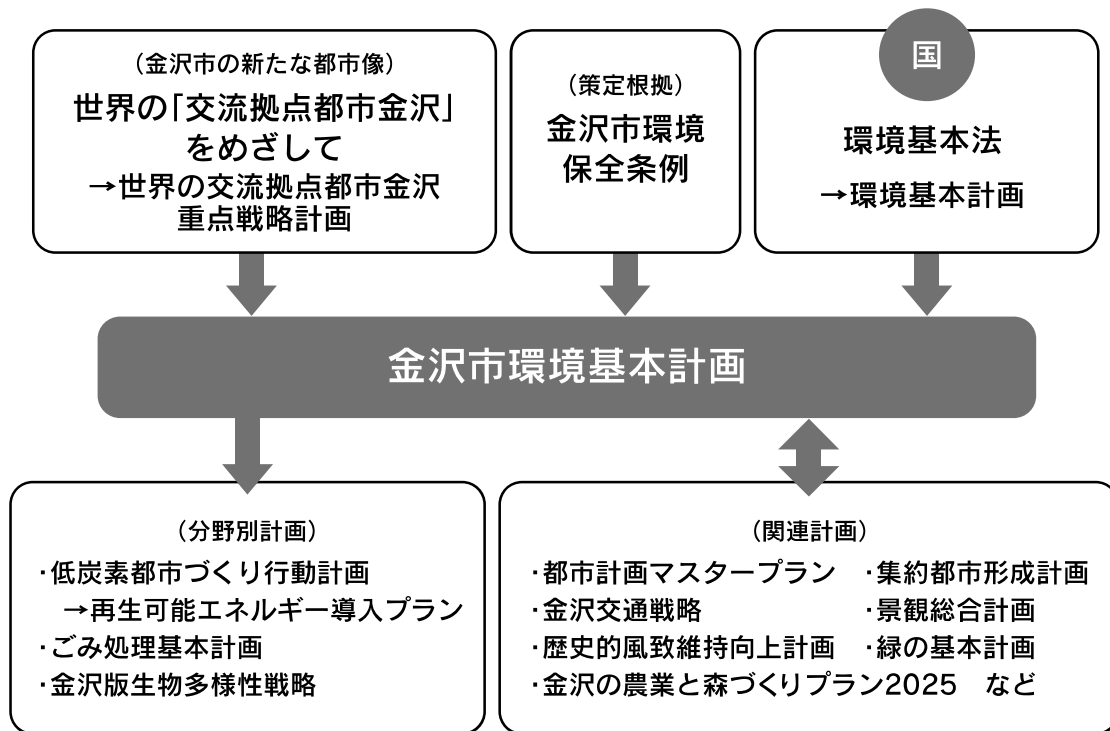 (金沢市の新たな都市像)
世界の「交流拠点都市金沢」
をめざして
→世界の交流拠点都市金沢
重点戦略計画
(策定根拠)
金沢市環境
保全条例
国
環境基本法
→環境基本計画
金沢市環境基本計画
(分野別計画)
・低炭素都市づくり行動計画
→再生可能エネルギー導入プラン
・ごみ処理基本計画
・金沢版生物多様性戦略
(関連計画)
・都市計画マスタープラン ・集約都市形成計画
・金沢交通戦略 ・景観総合計画
・歴史的風致維持向上計画 ・緑の基本計画
・金沢の農業と森づくりプラン2025 など